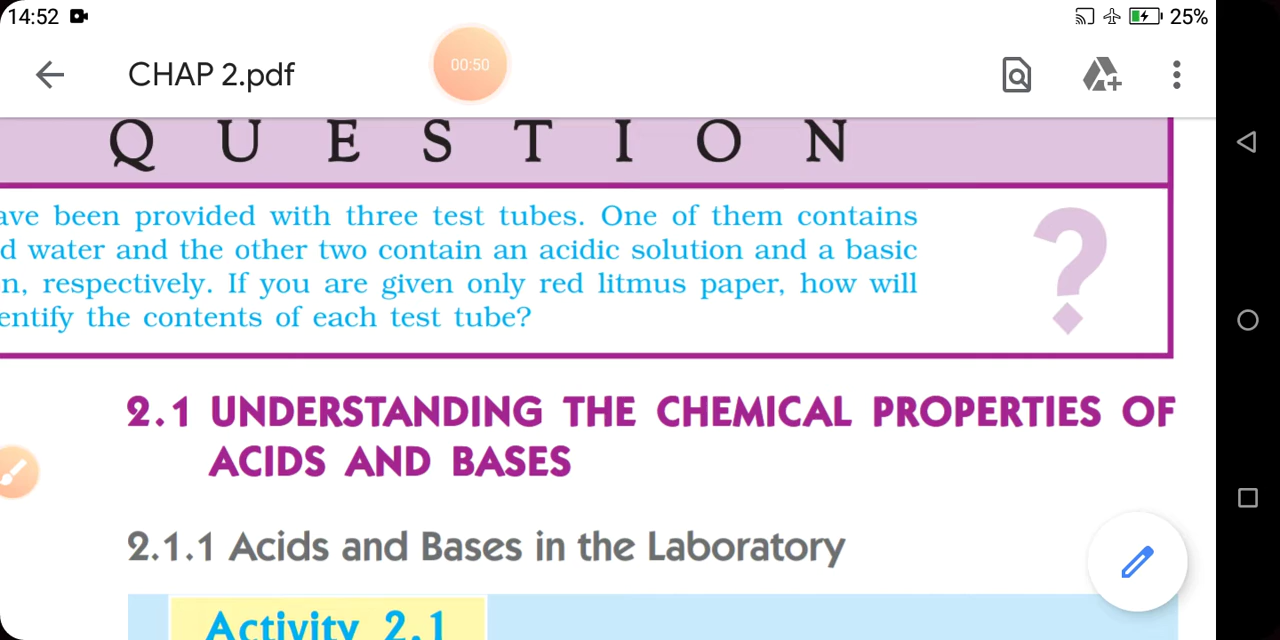 14:52
25%
CHAP 2.pdf
00:50
Q U E S T I O N
ave been provided with three test tubes. One of them contains
d water and the other two contain an acidic solution and a basic
n, respectively. If you are given only red litmus paper, how will
entify the contents of each test tube?
?
2.1 UNDERSTANDING THE CHEMICAL PROPERTIES OF
ACIDS AND BASES
2.1.1 Acids and Bases in the Laboratory
Activity 2.1